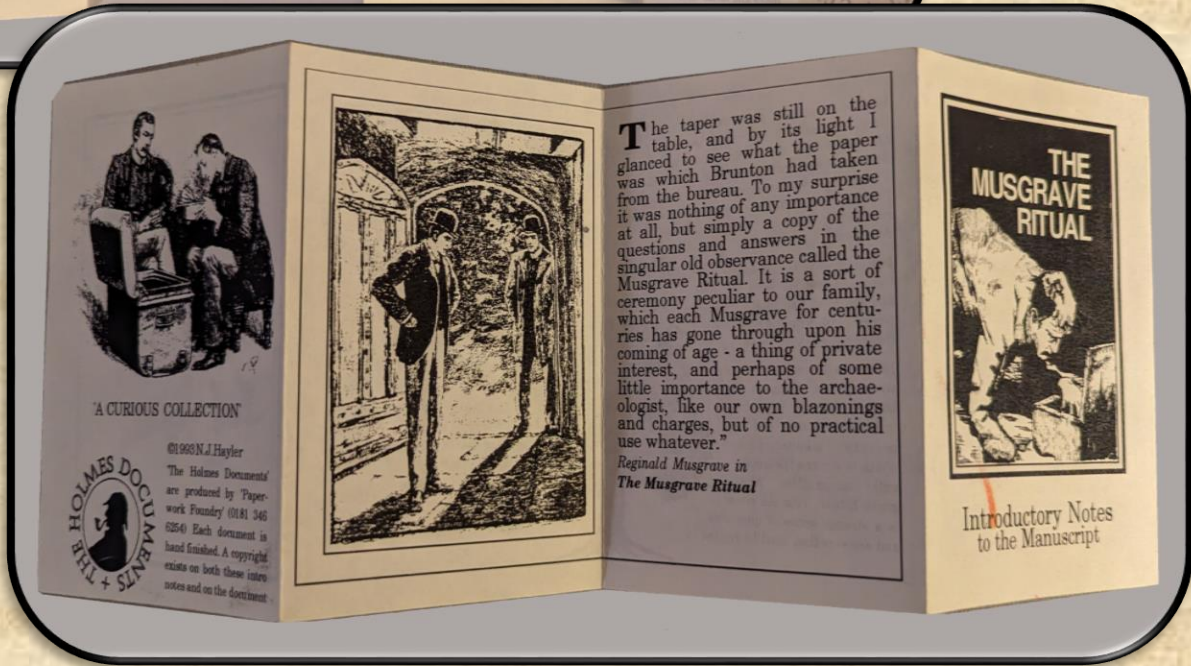 "A CURIOUS COLLECTION"
©1993 N.J.Hayler
'The Holmes Documents'
are produced by 'Paper-
work Foundry' (0181 346
6254) Each document is
hand finished. A copyright
exists on both these intro
notes and on the document
THE HOLMES DOCUMENTS +
The taper was still on the
table, and by its light I
glanced to see what the paper
was which Brunton had taken
from the bureau. To my surprise
it was nothing of any importance
at all, but simply a copy of the
questions and answers in the
singular old observance called the
Musgrave Ritual. It is a sort of
ceremony peculiar to our family,
which each Musgrave for centu-
ries has gone through upon his
coming of age - a thing of private
interest, and perhaps of some
little importance to the archae-
ologist, like our own blazonings
and charges, but of no practical
use whatever."
Reginald Musgrave in
The Musgrave Ritual
THE
MUSGRAVE
RITUAL
Introductory Notes
to the Manuscript